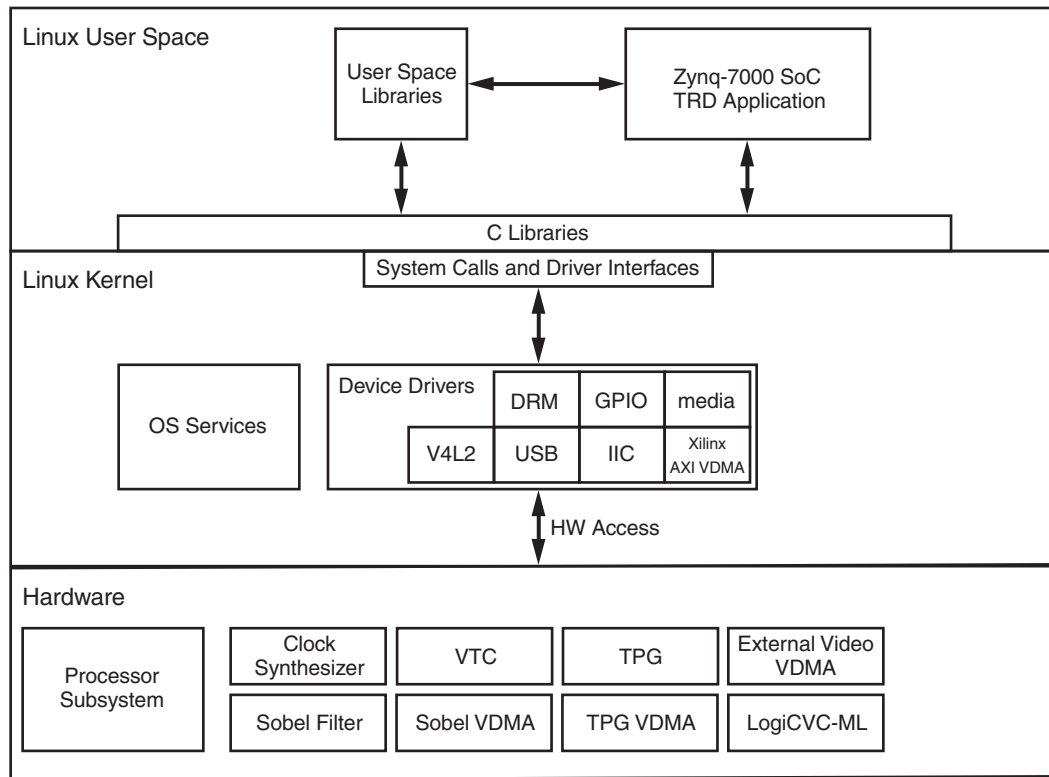 Linux User Space
User Space
Libraries
Zynq-7000 SoC
TRD Application
C Libraries
Linux Kernel
System Calls and Driver Interfaces
OS Services
Device Drivers
DRM
GPIO
media
V4L2
USB
IIC
Xilinx
AXI VDMA
HW Access
Hardware
Processor
Subsystem
Clock
Synthesizer
VTC
TPG
External Video
VDMA
Sobel Filter
Sobel VDMA
TPG VDMA
LogiCVC-ML